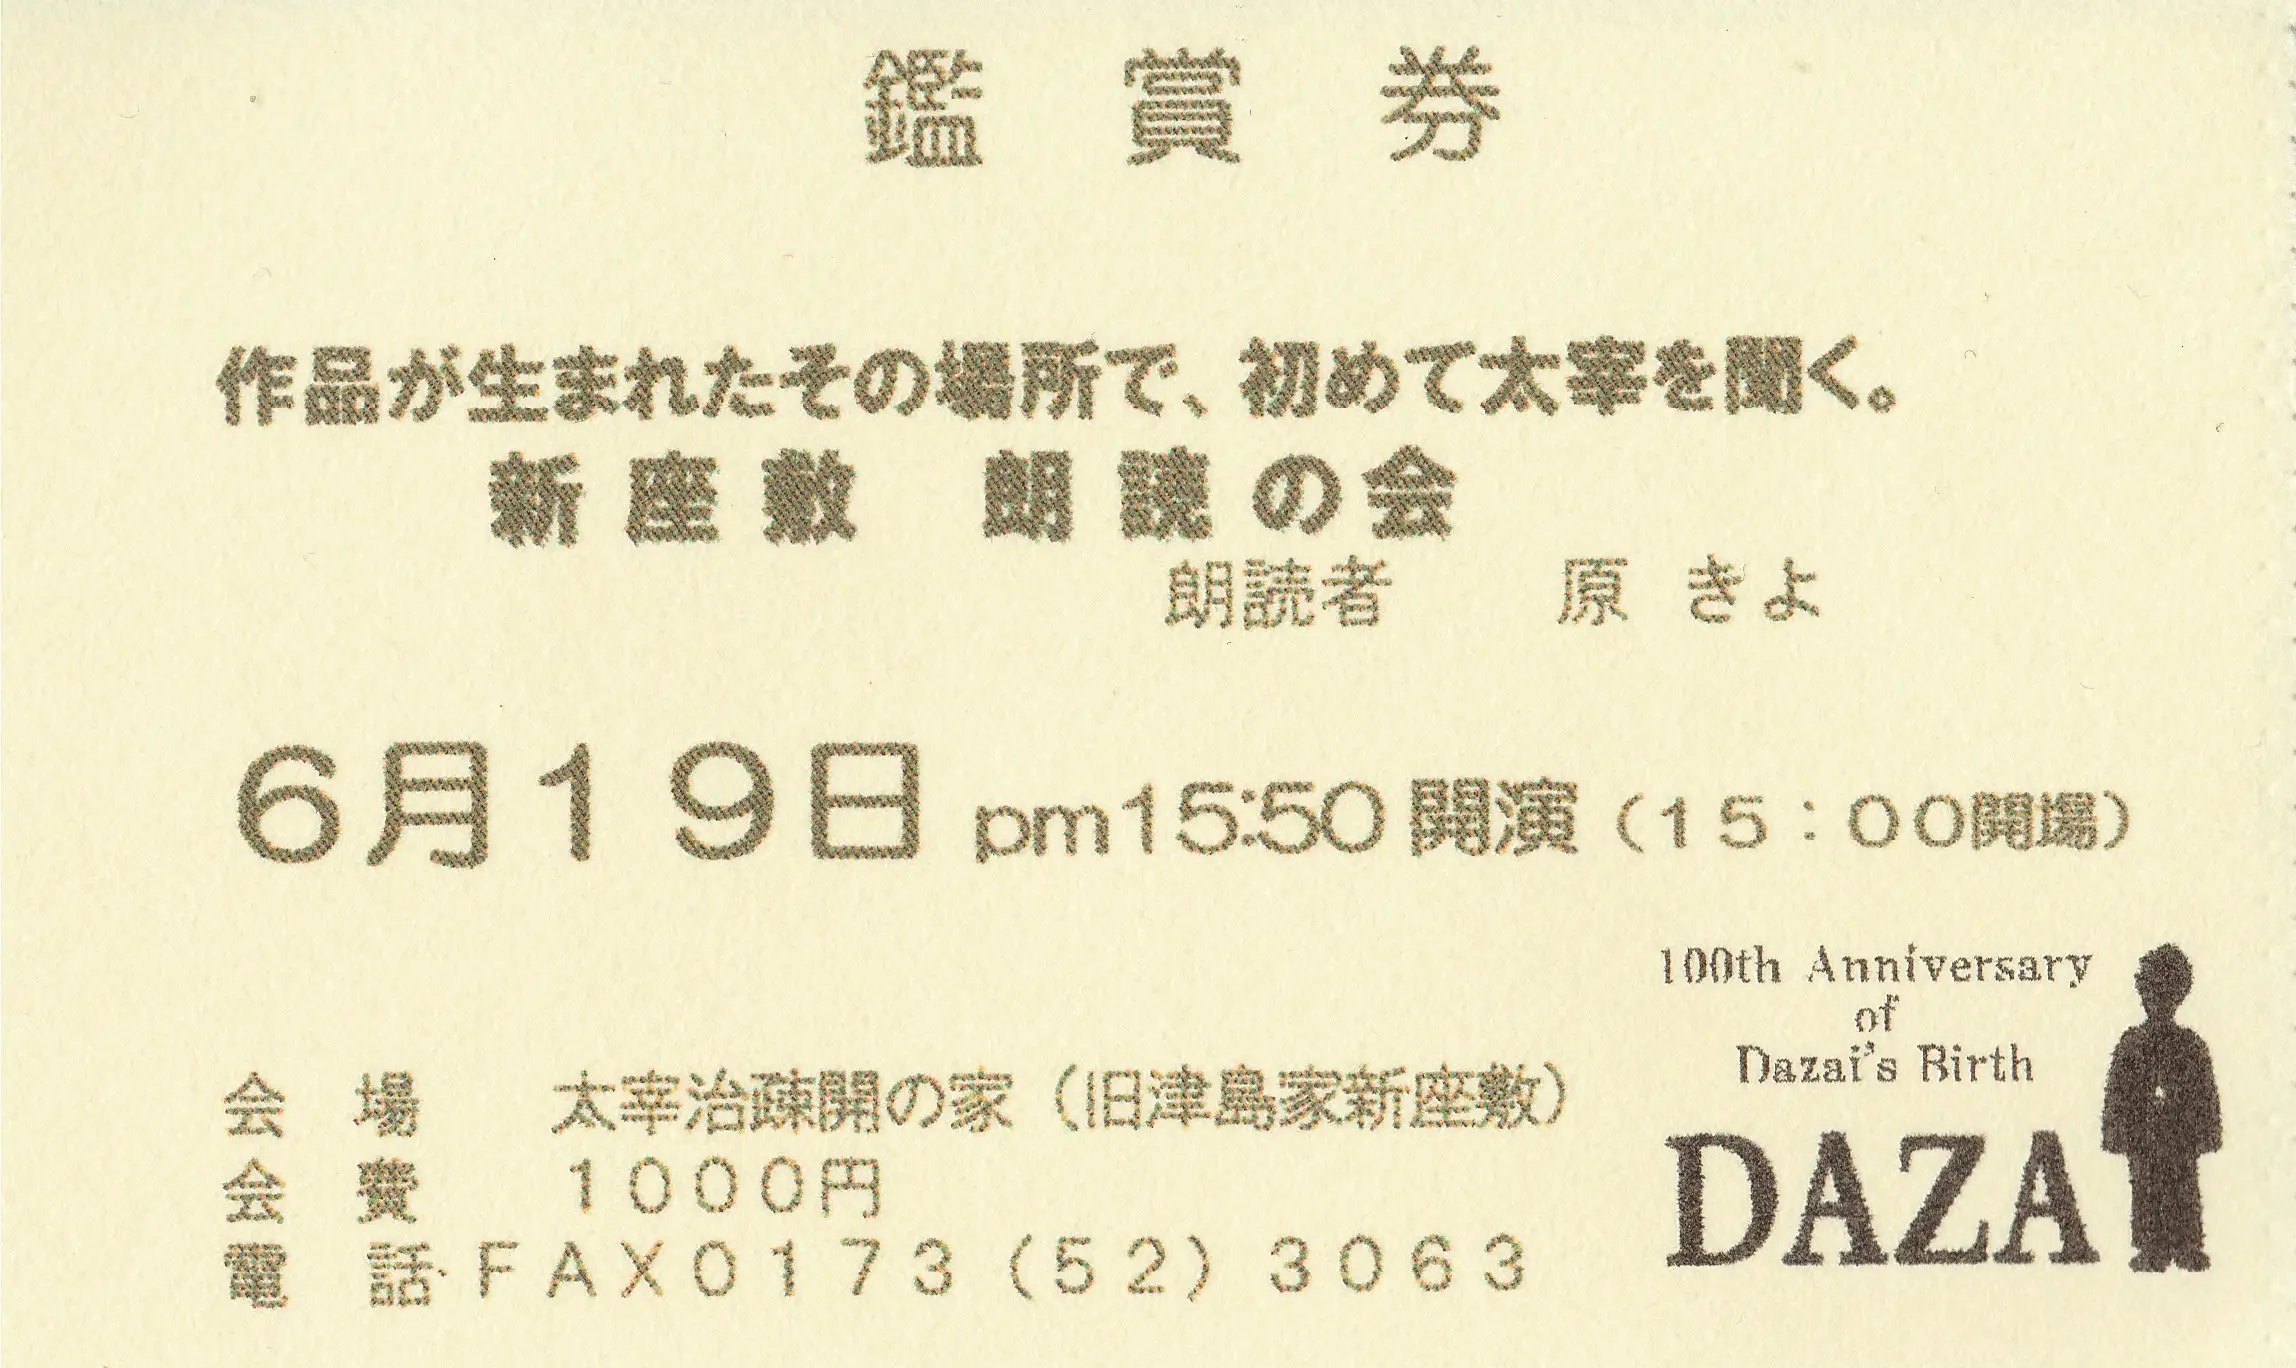 鑑 賞 券
作品が生まれたその場所で、初めて太宰を聞く。
新座敷 朗読の会
朗読者 原 きよ
6月19日 pm15:50 開演 (15:00開場)
100th Anniversary
of
Dazai's Birth
DAZA
会 場 太宰治疎開の家(旧津島家新座敷)
会 費 1000円
電 話・FAX0173(52)3063